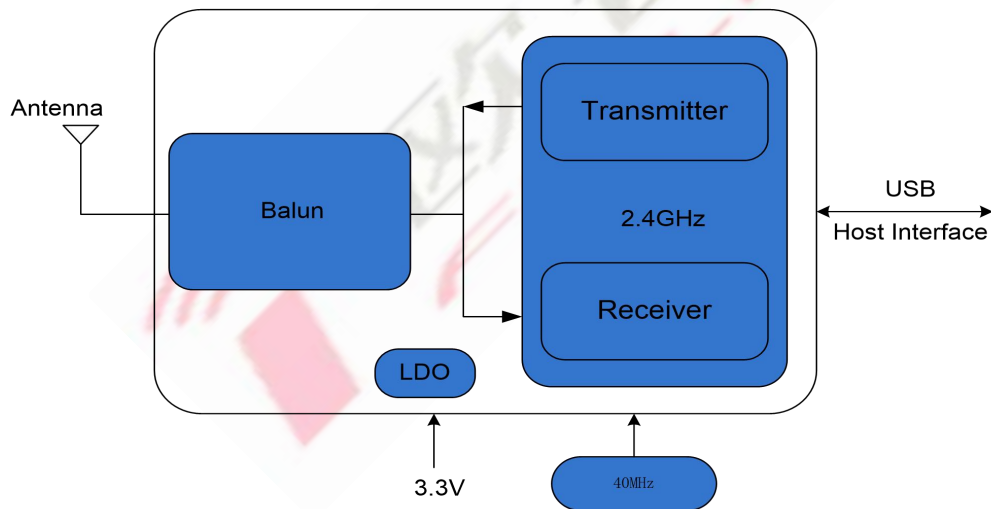 Antenna
Balun
Transmitter
2.4GHz
Receiver
USB
Host Interface
LDO
3.3V
40MHz